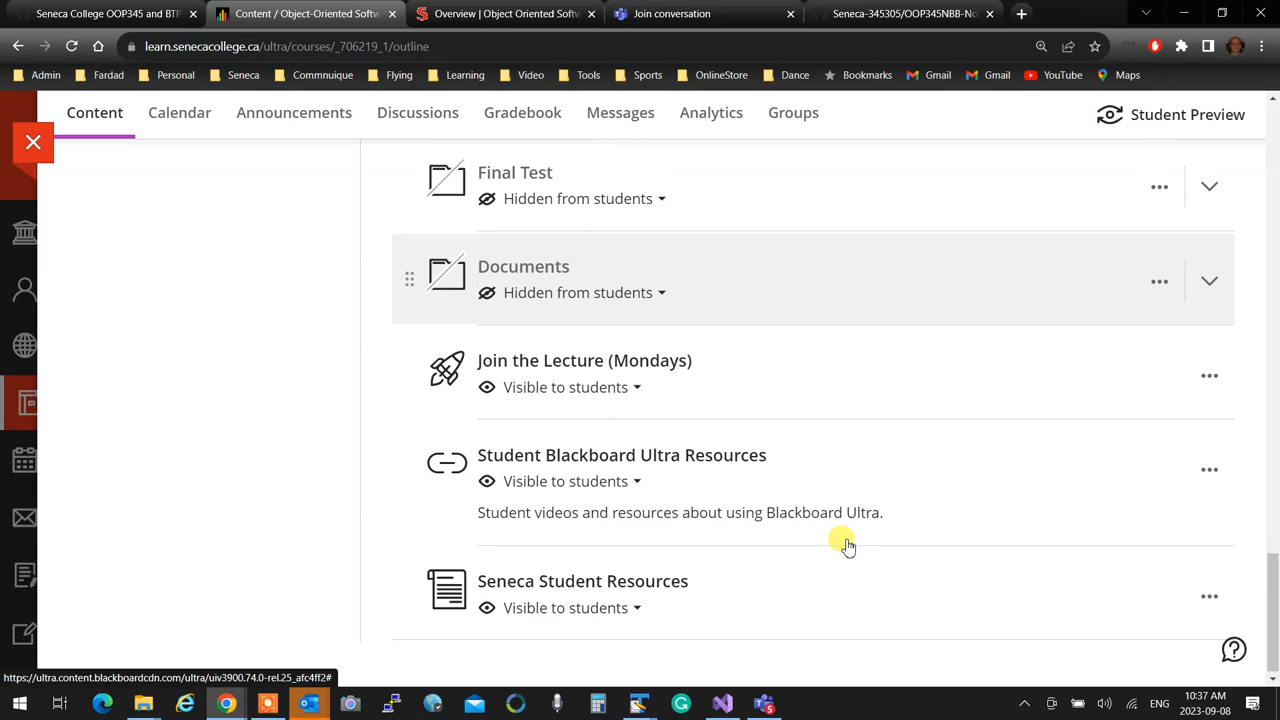 Seneca College OOP345 and BTP
Content / Object-Oriented Softw
Overview | Object Oriented Softw
Join conversation
Seneca-345305/OOP345NBB-No
learn.senecacollege.ca/ultra/courses/_706219_1/outline
Admin Fardad Personal Seneca Commnuique Flying Learning Video Tools Sports OnlineStore Dance Bookmarks Gmail Gmail YouTube Maps
Content Calendar Announcements Discussions Gradebook Messages Analytics Groups Student Preview
Final Test
Hidden from students
Documents
Hidden from students
Join the Lecture (Mondays)
Visible to students
Student Blackboard Ultra Resources
Visible to students
Student videos and resources about using Blackboard Ultra.
Seneca Student Resources
Visible to students
https://ultra.content.blackboardcdn.com/ultra/uiv3900.74.0-rel.25_afc4ff2#
ENG
10:37 AM
2023-09-08